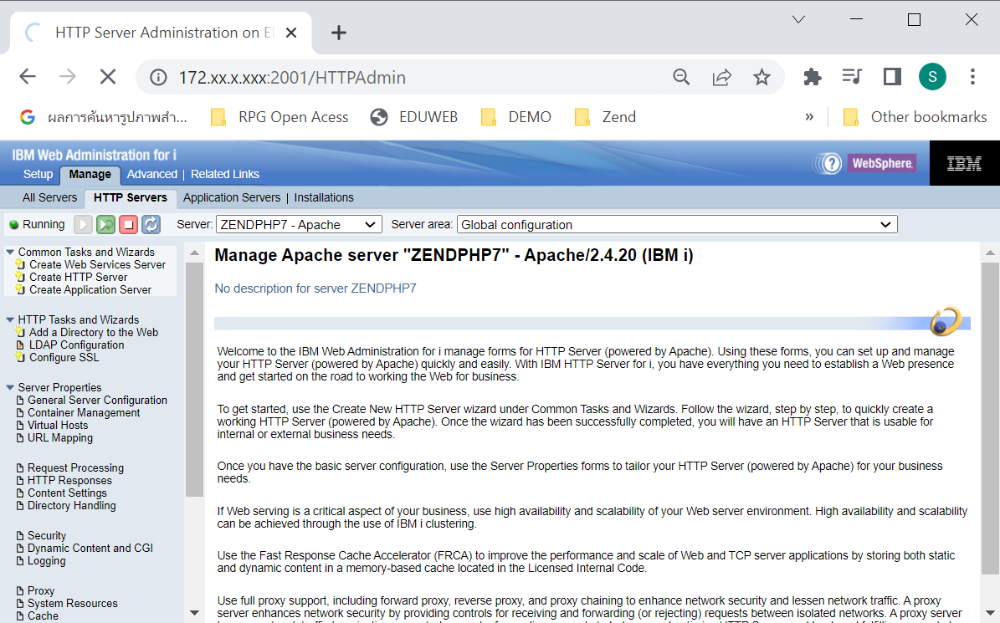 HTTP Server Administration on
172.xx.x.xxx:2001/HTTPAdmin
S
ผลการค้นหารูปภาพสำ...
RPG Open Acess
EDUWEB
DEMO
Zend
»
Other bookmarks
IBM Web Administration for i
WebSphere.
IBM
Setup Manage Advanced | Related Links
All Servers HTTP Servers Application Servers | Installations
Running
Server: ZENDPHP7 - Apache
Server area: Global configuration
Common Tasks and Wizards
Create Web Services Server
Create HTTP Server
Create Application Server
HTTP Tasks and Wizards
Add a Directory to the Web
LDAP Configuration
Configure SSL
Server Properties
General Server Configuration
Container Management
Virtual Hosts
URL Mapping
Request Processing
HTTP Responses
Content Settings
Directory Handling
Security
Dynamic Content and CGI
Logging
Proxy
System Resources
Cache
Manage Apache server "ZENDPHP7" - Apache/2.4.20 (IBM i)
No description for server ZENDPHP7
Welcome to the IBM Web Administration for i manage forms for HTTP Server (powered by Apache). Using these forms, you can set up and manage
your HTTP Server (powered by Apache) quickly and easily. With IBM HTTP Server for i, you have everything you need to establish a Web presence
and get started on the road to working the Web for business.
To get started, use the Create New HTTP Server wizard under Common Tasks and Wizards. Follow the wizard, step by step, to quickly create a
working HTTP Server (powered by Apache). Once the wizard has been successfully completed, you will have an HTTP Server that is usable for
internal or external business needs.
Once you have the basic server configuration, use the Server Properties forms to tailor your HTTP Server (powered by Apache) for your business
needs.
If Web serving is a critical aspect of your business, use high availability and scalability of your Web server environment. High availability and scalability
can be achieved through the use of IBM i clustering.
Use the Fast Response Cache Accelerator (FRCA) to improve the performance and scale of Web and TCP server applications by storing both static
and dynamic content in a memory-based cache located in the Licensed Internal Code.
Use full proxy support, including forward proxy, reverse proxy, and proxy chaining to enhance network security and lessen network traffic. A proxy
server enhances network security by providing controls for receiving and forwarding (or rejecting) requests between isolated networks. A proxy server